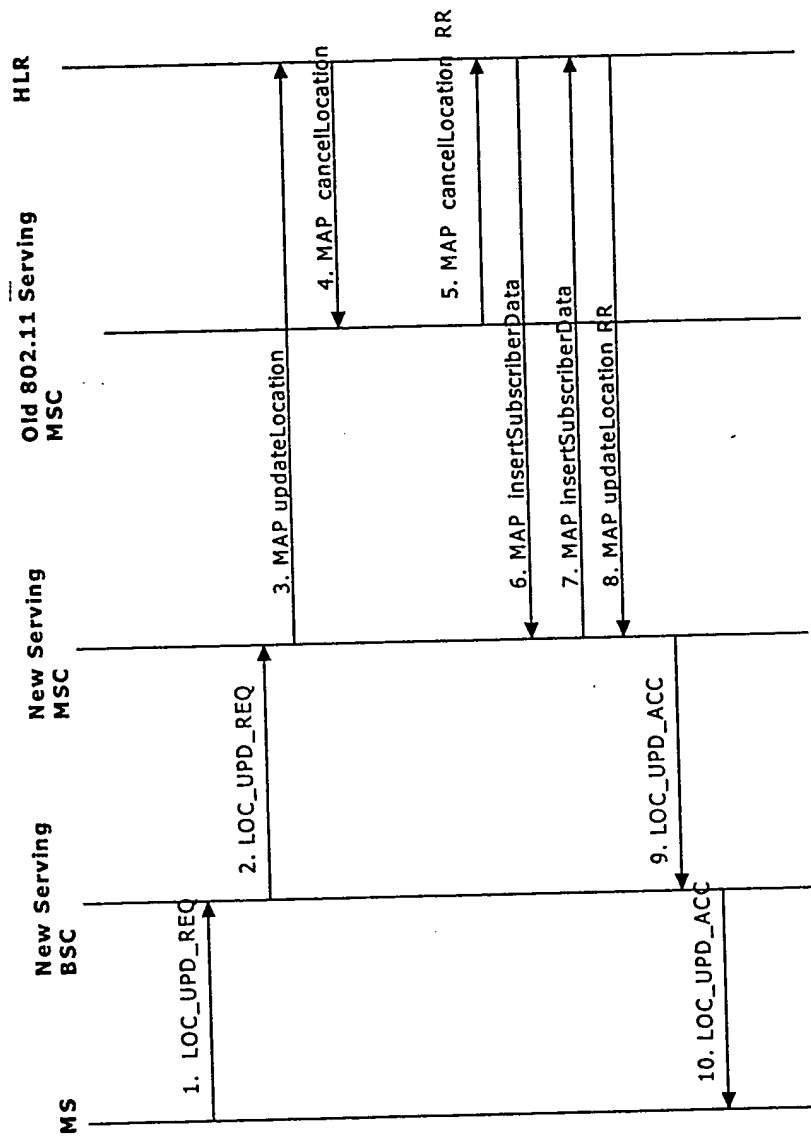 MS
New Serving
BSC
New Serving
MSC
Old 802.11 Serving
MSC
HLR
1. LOC_UPD_REQ
2. LOC_UPD_REQ
3. MAP updateLocation
4. MAP cancelLocation
5. MAP cancelLocation RR
6. MAP insertSubscriberData
7. MAP insertSubscriberData
8. MAP updateLocation RR
9. LOC_UPD_ACC
10. LOC_UPD_ACC